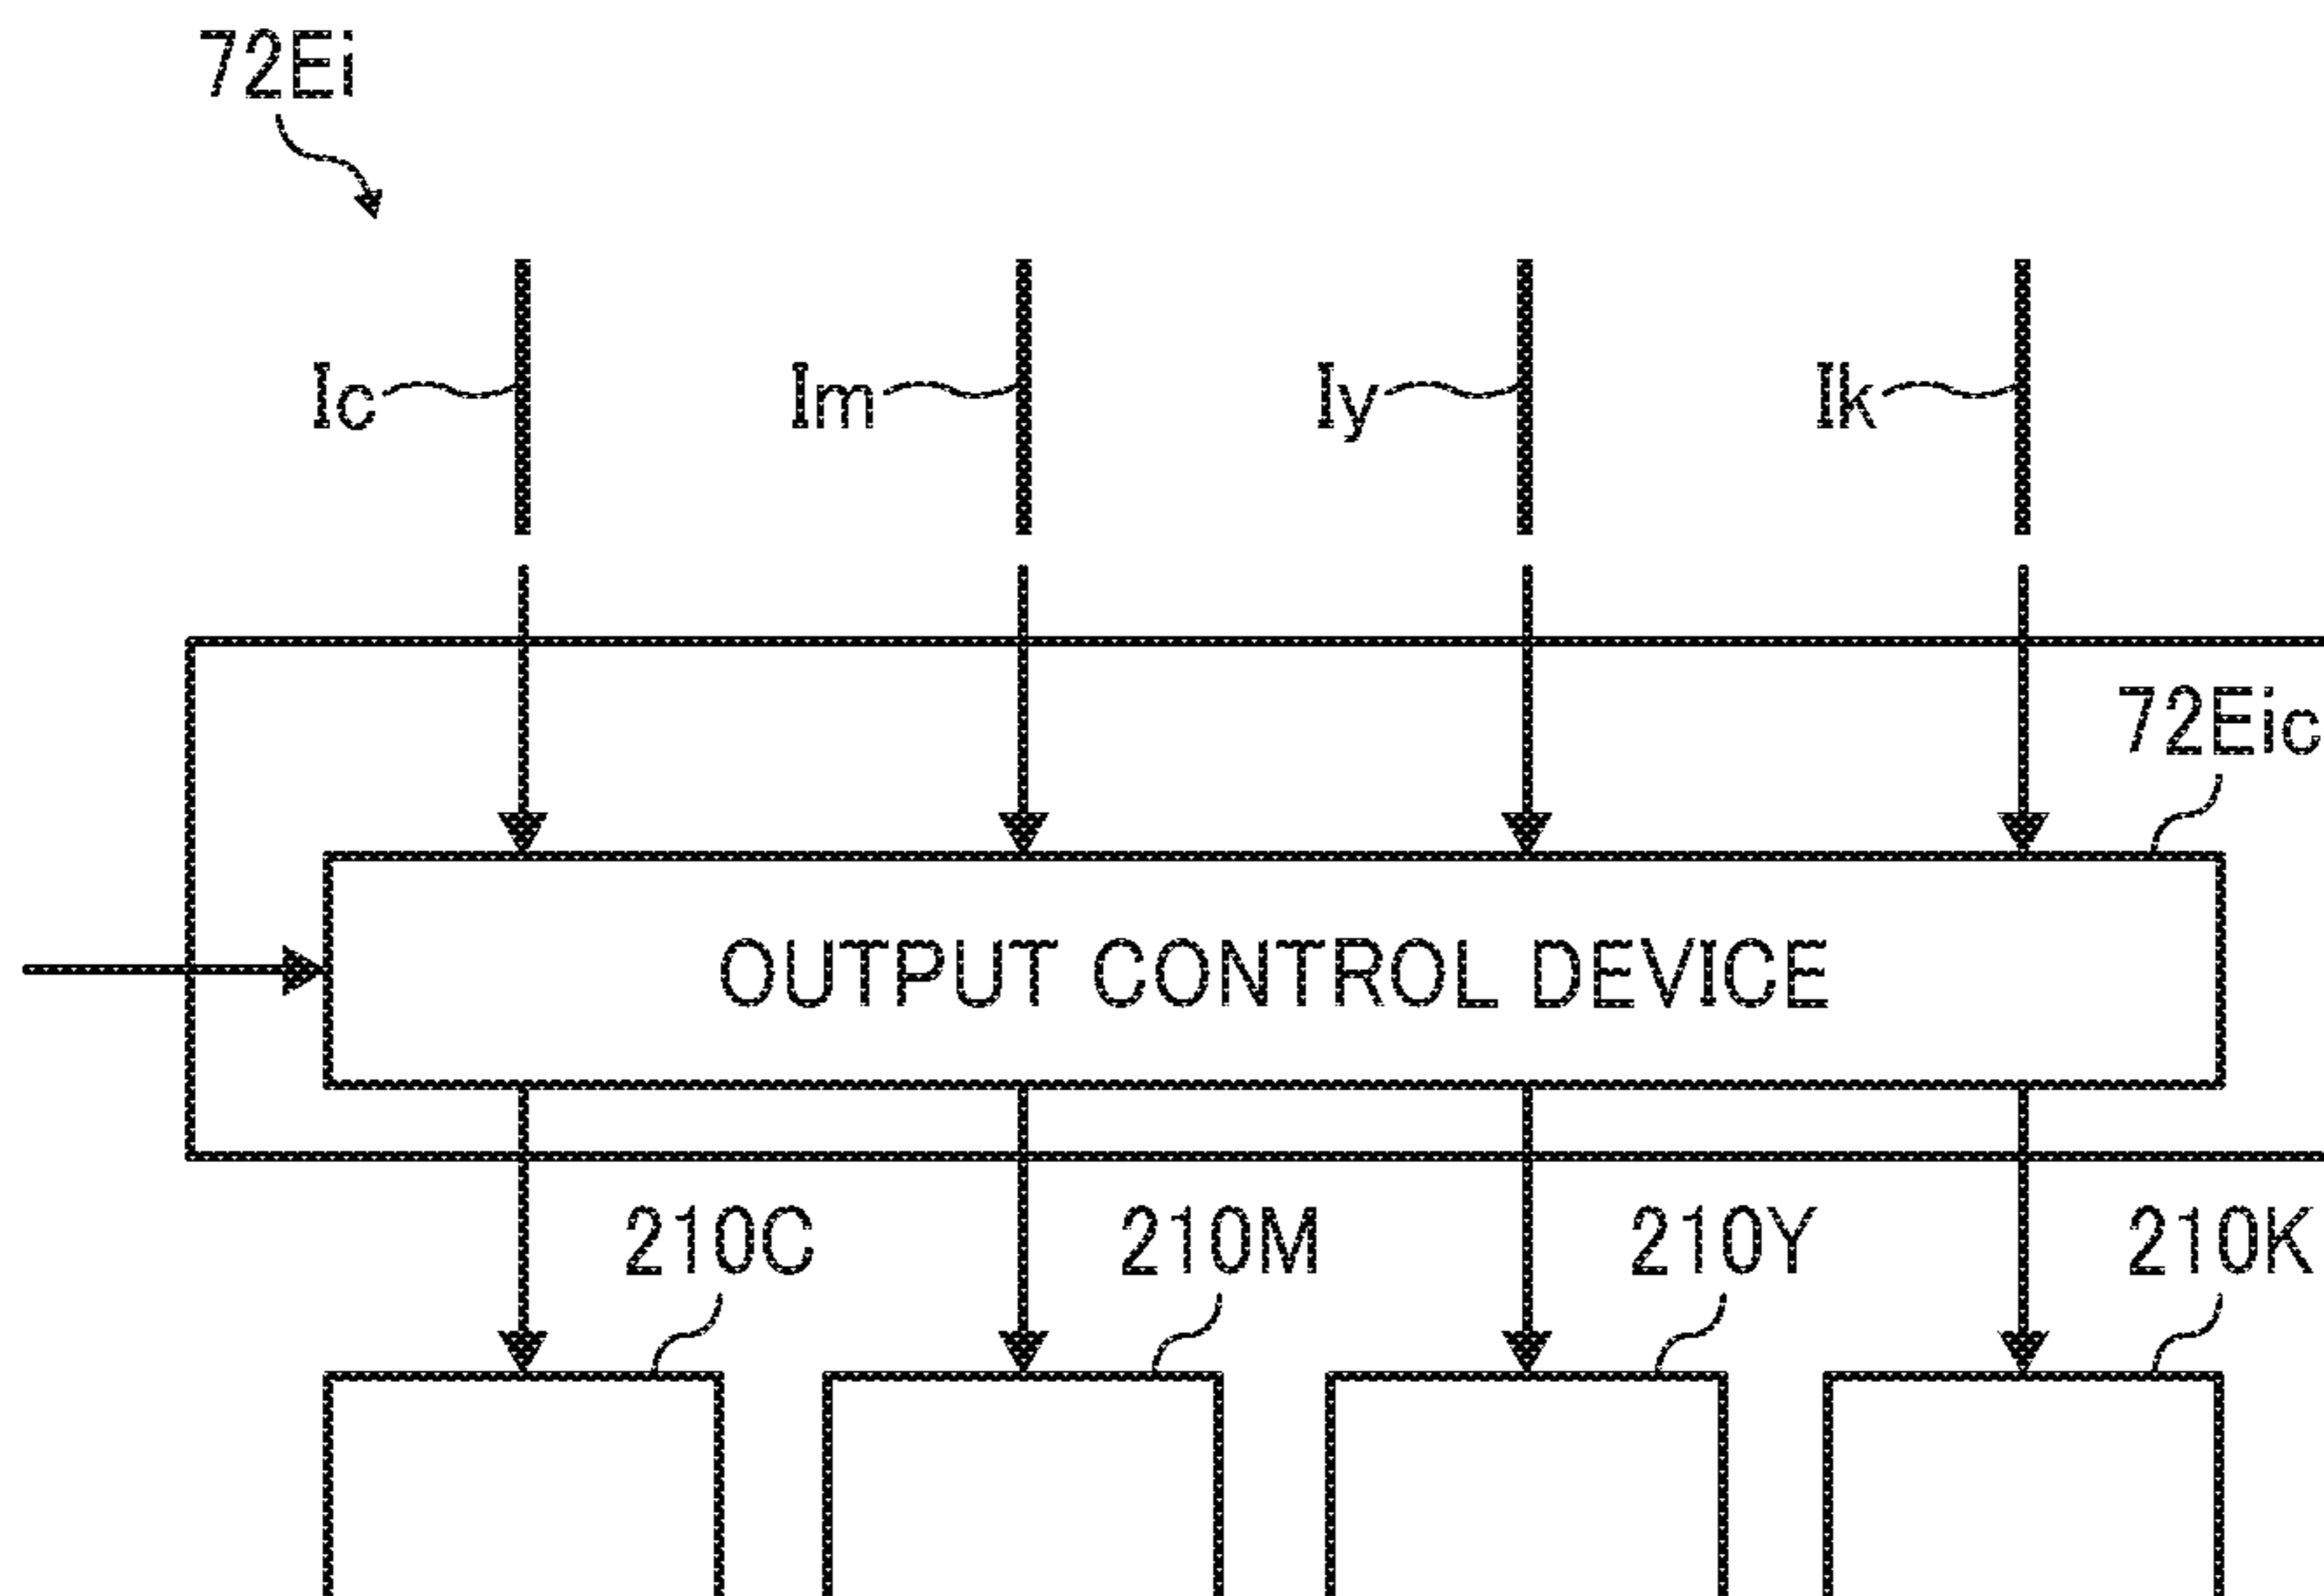 72Ei
Ic Im Iy Ik
72Eic
OUTPUT CONTROL DEVICE
210C 210M 210Y 210K